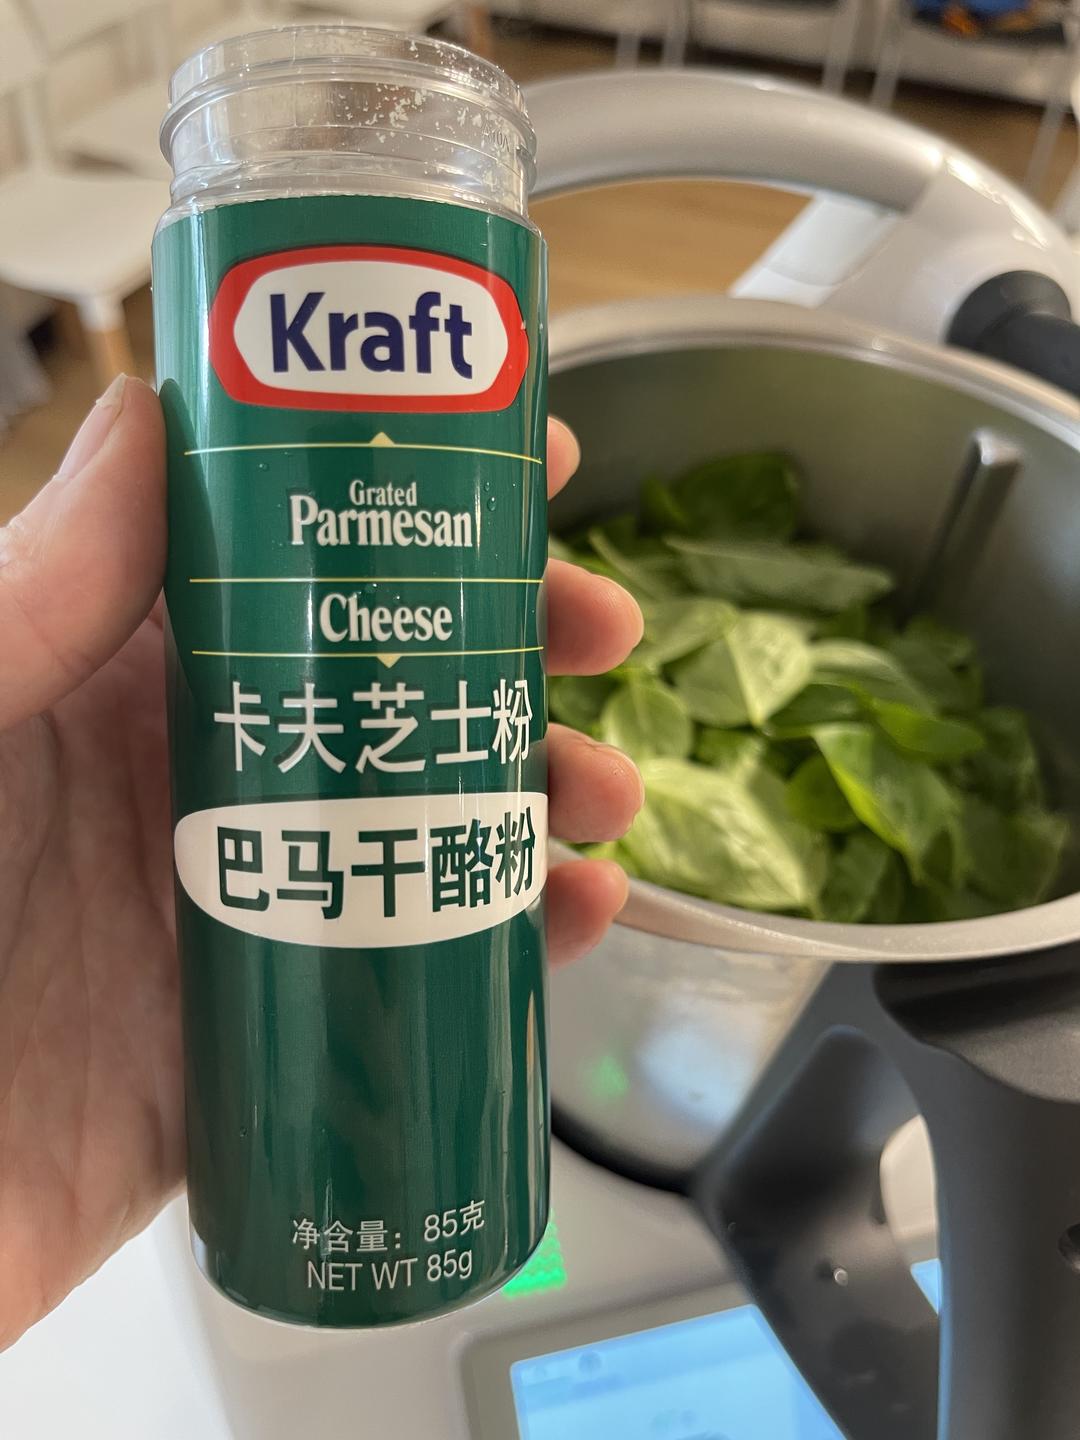 Kraft
Grated
Parmesan
Cheese
卡夫芝士粉
巴马干酪粉
净含量：85克
NET WT 85g